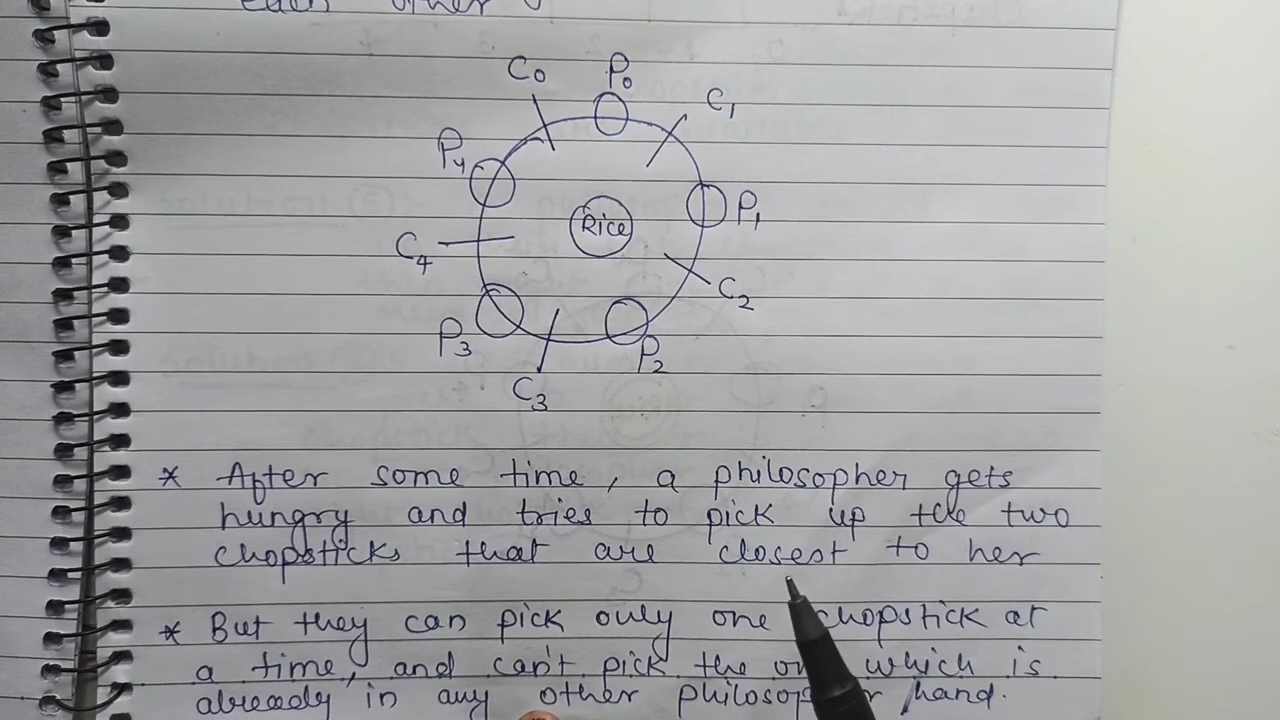 each other
C0 P0 C1
P4
Rice P1
C4
C2
P3 P2
C3
* After some time, a philosopher gets
hungry and tries to pick up the two
chopsticks that are closest to her
* But they can pick only one chopstick at
a time, and can't pick the which is
already in any other hand.